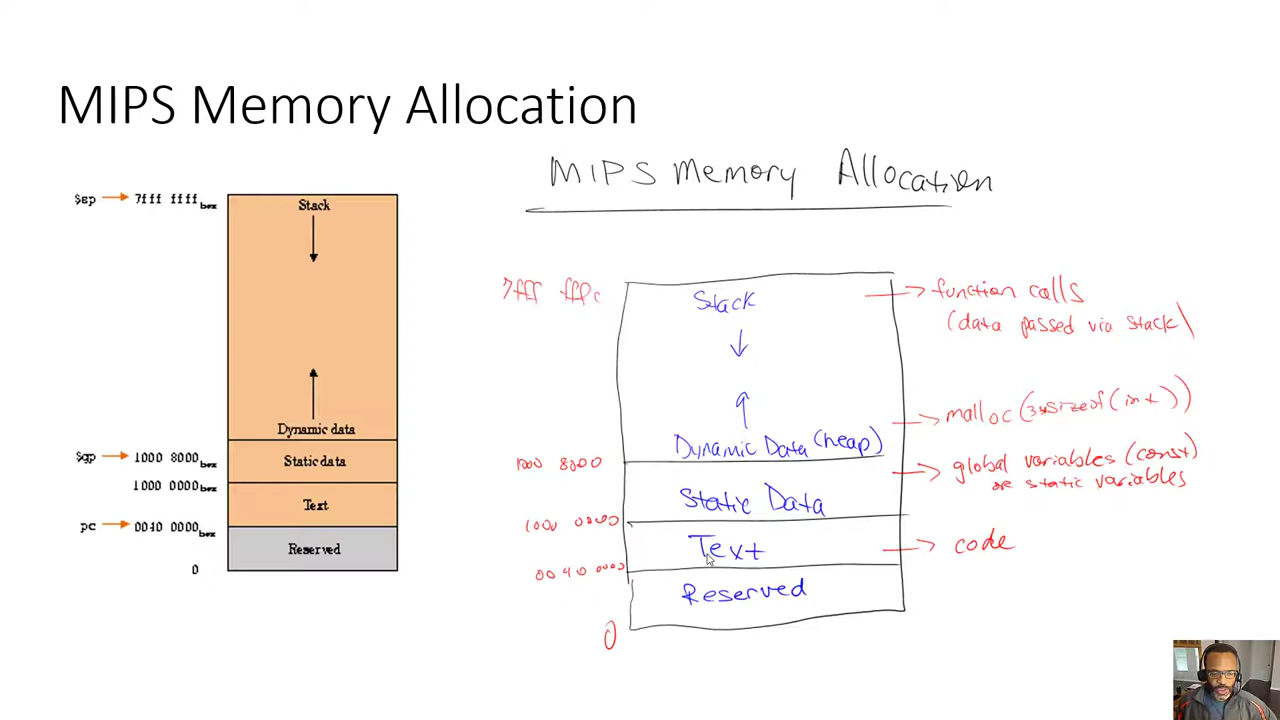 MIPS Memory Allocation
$sp 7fff ffff hex
Stack
Dynamic data
$gp 1000 8000 hex
Static data
1000 0000 hex
Text
pc 0040 0000 hex
Reserved
0
MIPS Memory Allocation
7fff fffc
Stack
function calls
(data passed via stack)
malloc(3*sizeof(int))
Dynamic Data (heap)
1000 8000
global variables (const)
or static variables
Static Data
1000 0000
Text
code
0040 0000
Reserved
0